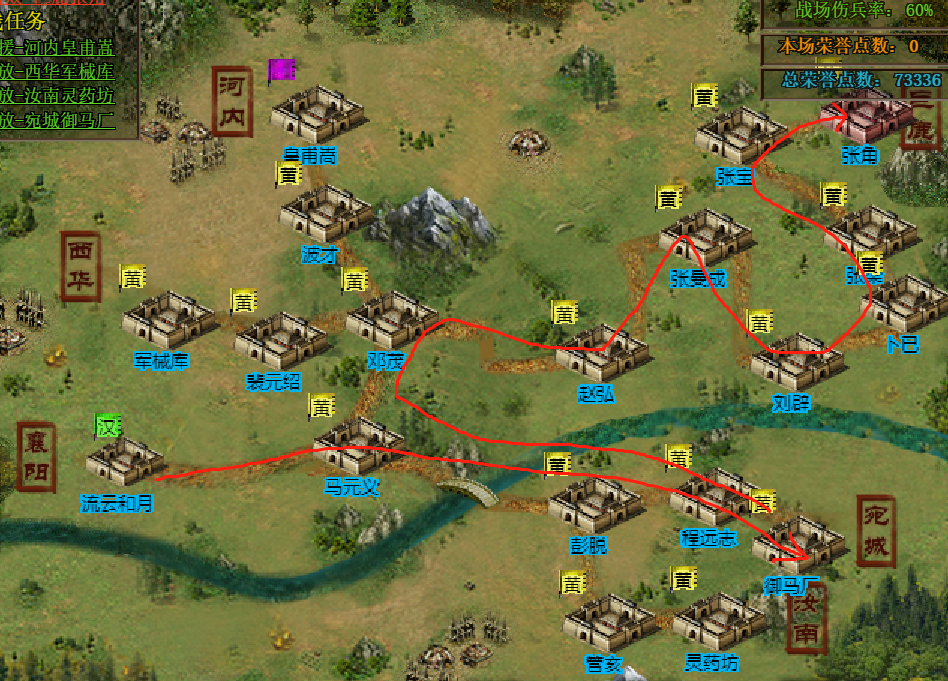 战任务
援-河内皇甫嵩
放-西华军械库
放-汝南灵药坊
放-宛城御马厂
战场伤兵率：60%
本场荣誉点数：0
总荣誉点数：73336
河内
皇甫嵩
黄
张宝
张角
鹿
黄
波才
黄
张曼成
黄
黄
西华
黄
军械库
黄
裴元绍
黄
邓茂
黄
赵弘
黄
刘辟
卜已
襄阳
汉
流云和月
黄
马元义
黄
彭脱
黄
程远志
黄
御马厂
宛城
黄
管亥
黄
灵药坊
汝南